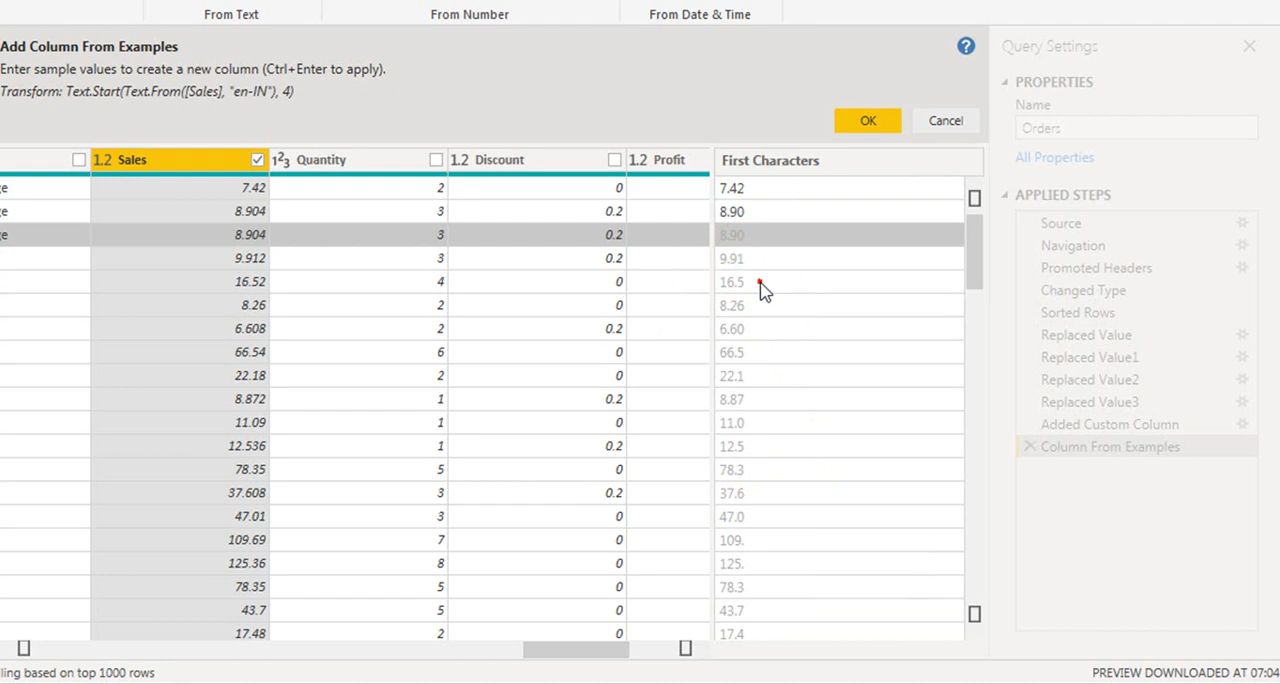 From Text From Number From Date & Time
Add Column From Examples
Enter sample values to create a new column (Ctrl+Enter to apply).
Transform: Text.Start(Text.From([Sales], "en-IN"), 4)
OK Cancel
1.2 Sales 1²3 Quantity 1.2 Discount 1.2 Profit First Characters
7.42 2 0 7.42
ge 8.904 3 0.2 8.90
ge 8.904 3 0.2 8.90
9.912 3 0.2 9.91
16.52 4 0 16.5
8.26 2 0 8.26
6.608 2 0.2 6.60
66.54 6 0 66.5
22.18 2 0 22.1
8.872 1 0.2 8.87
11.09 1 0 11.0
12.536 1 0.2 12.5
78.35 5 0 78.3
37.608 3 0.2 37.6
47.01 3 0 47.0
109.69 7 0 109.
125.36 8 0 125.
78.35 5 0 78.3
43.7 5 0 43.7
17.48 2 0 17.4
Query Settings
PROPERTIES
Name
Orders
All Properties
APPLIED STEPS
Source
Navigation
Promoted Headers
Changed Type
Sorted Rows
Replaced Value
Replaced Value1
Replaced Value2
Replaced Value3
Added Custom Column
Column From Examples
ling based on top 1000 rows
PREVIEW DOWNLOADED AT 07:04